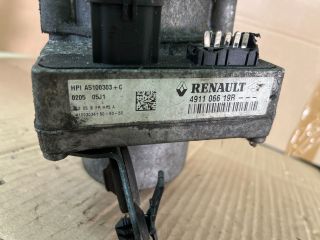 HPI A5100303+C
0205 05J1
RENAULT
4911 066 19R---